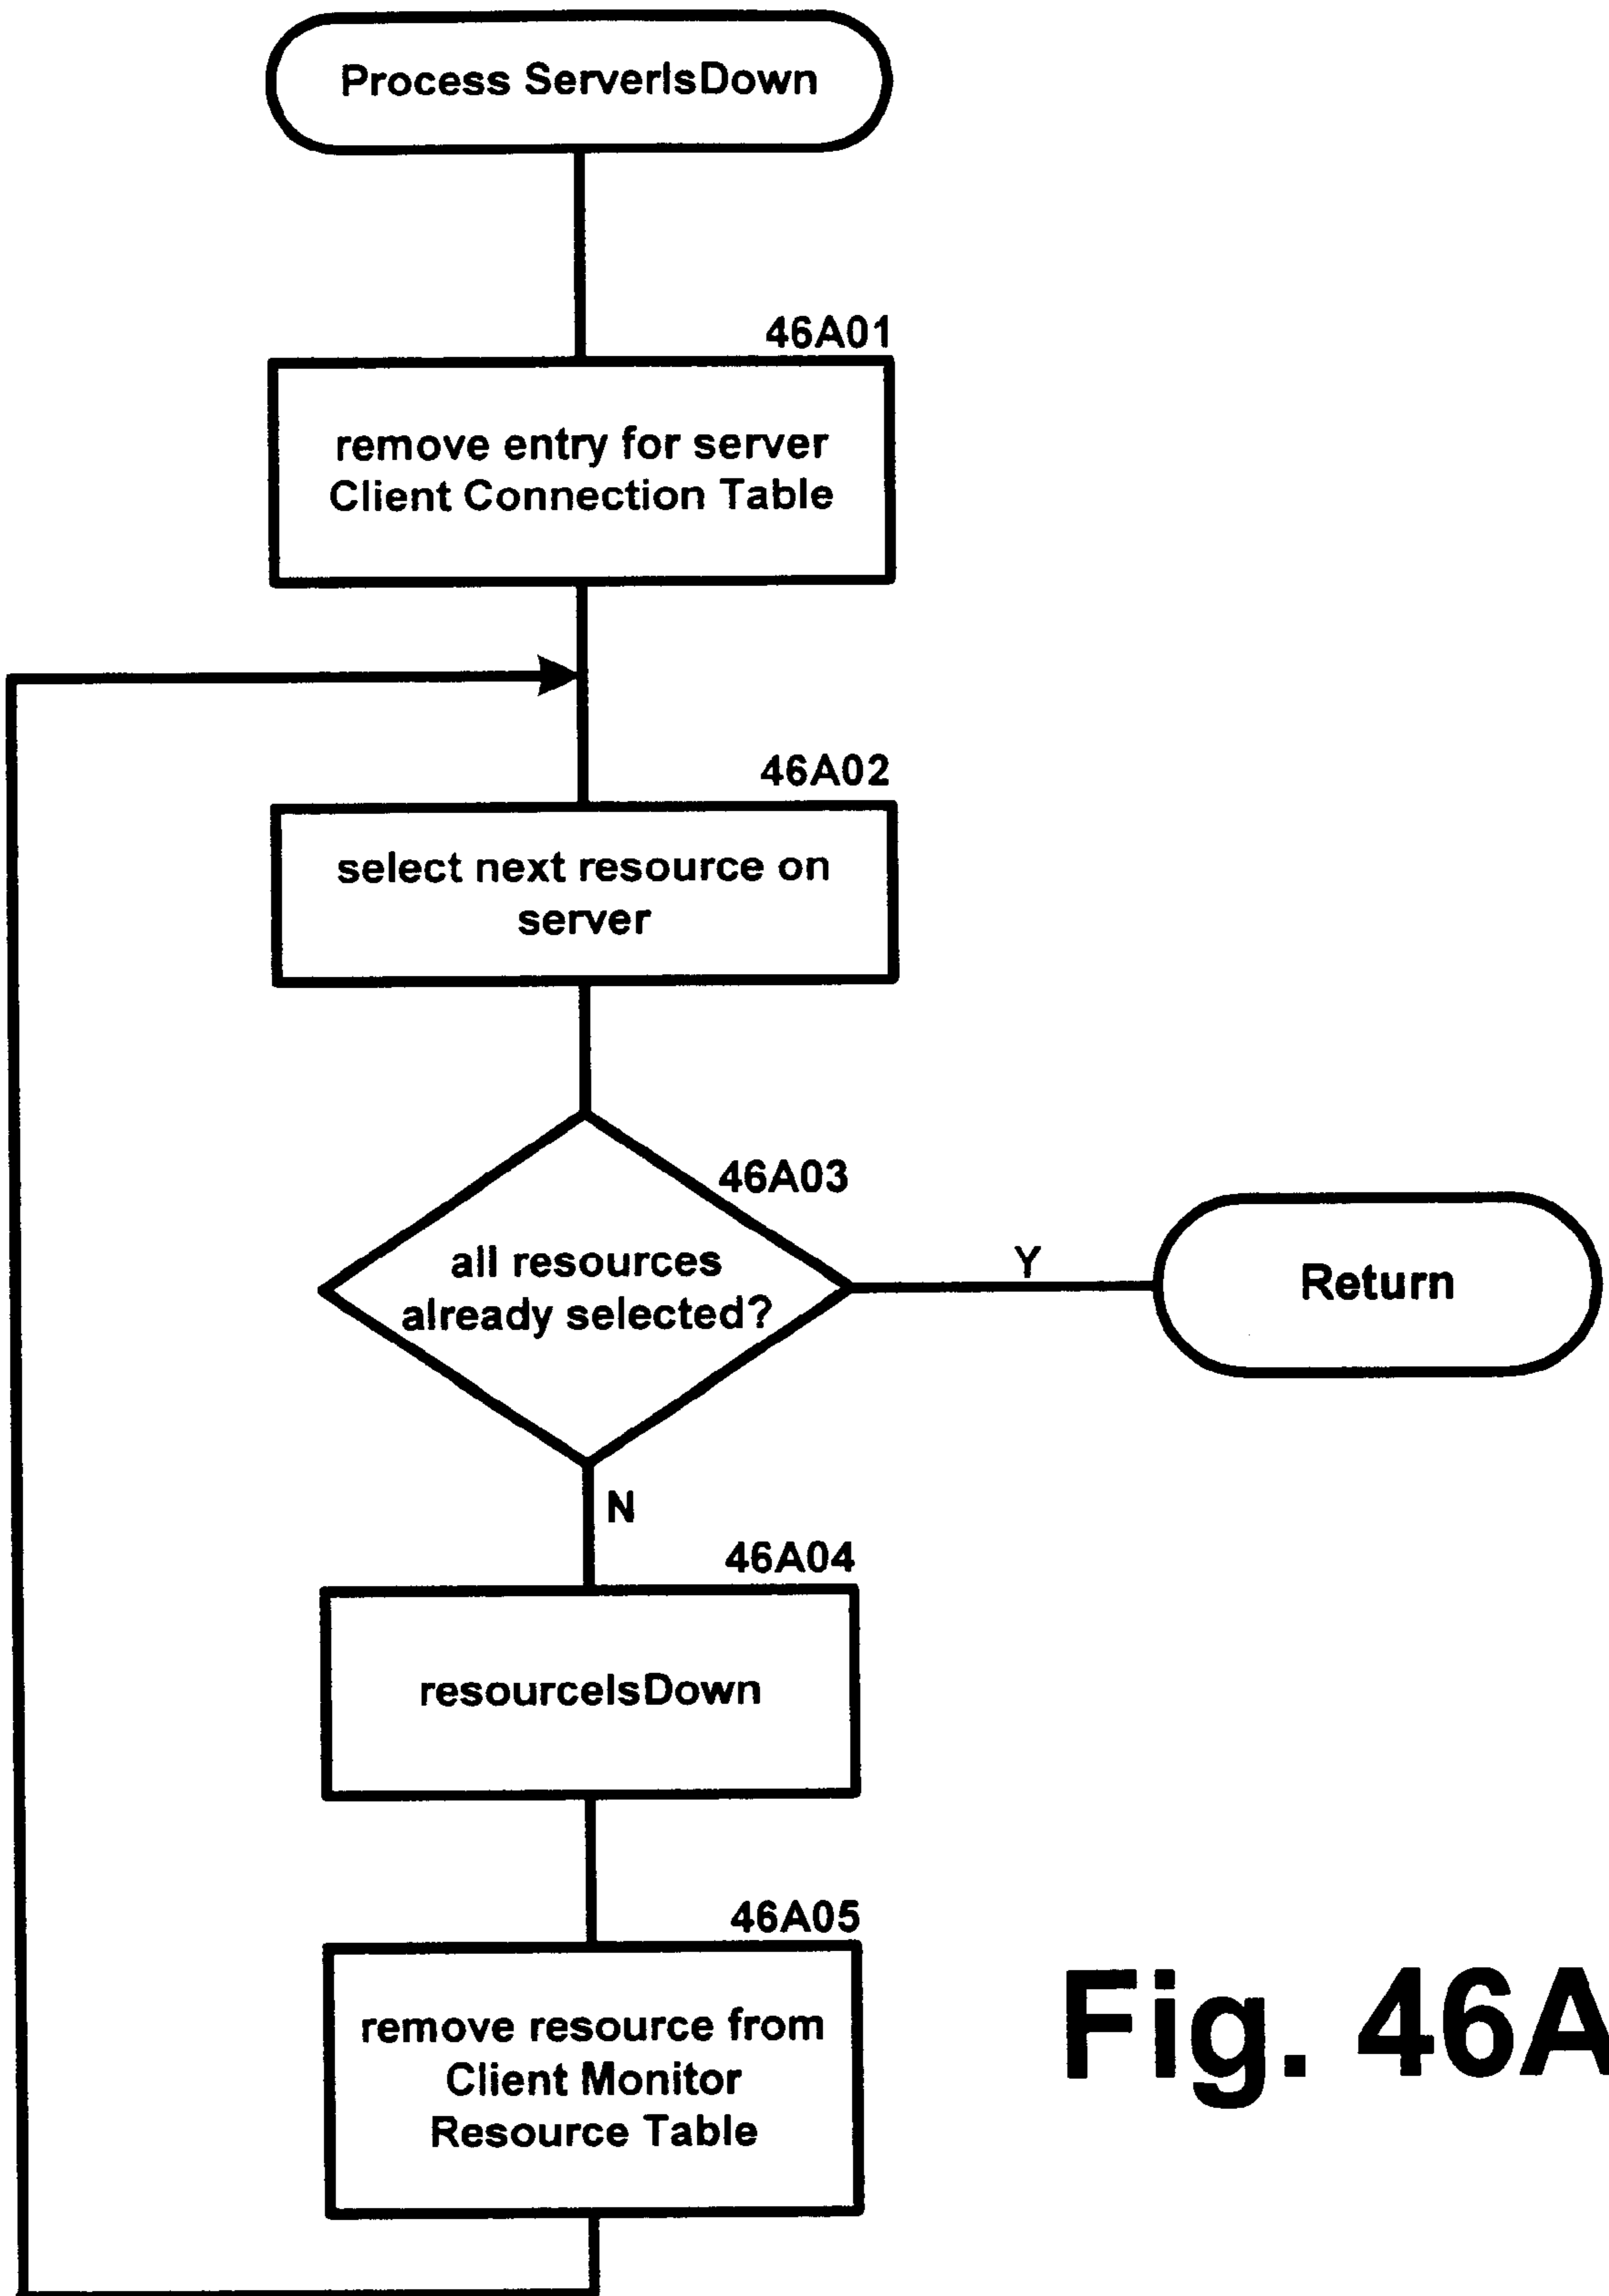 Process ServerIsDown
46A01
remove entry for server
Client Connection Table
46A02
select next resource on
server
46A03
all resources
already selected?
Y
Return
N
46A04
resourceIsDown
46A05
remove resource from
Client Monitor
Resource Table
Fig. 46A